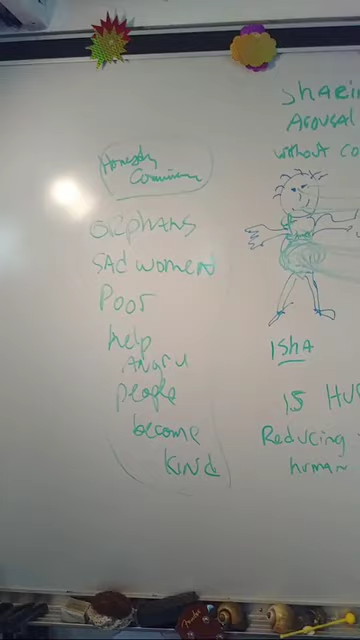 Honesty
ORPHANS
SAD WOMEN
Poor
help
ANGRY
people
become
KIND
SHARIN
AROUSAL
without CO
ISHA
IS HU
Reducing
human
Fender